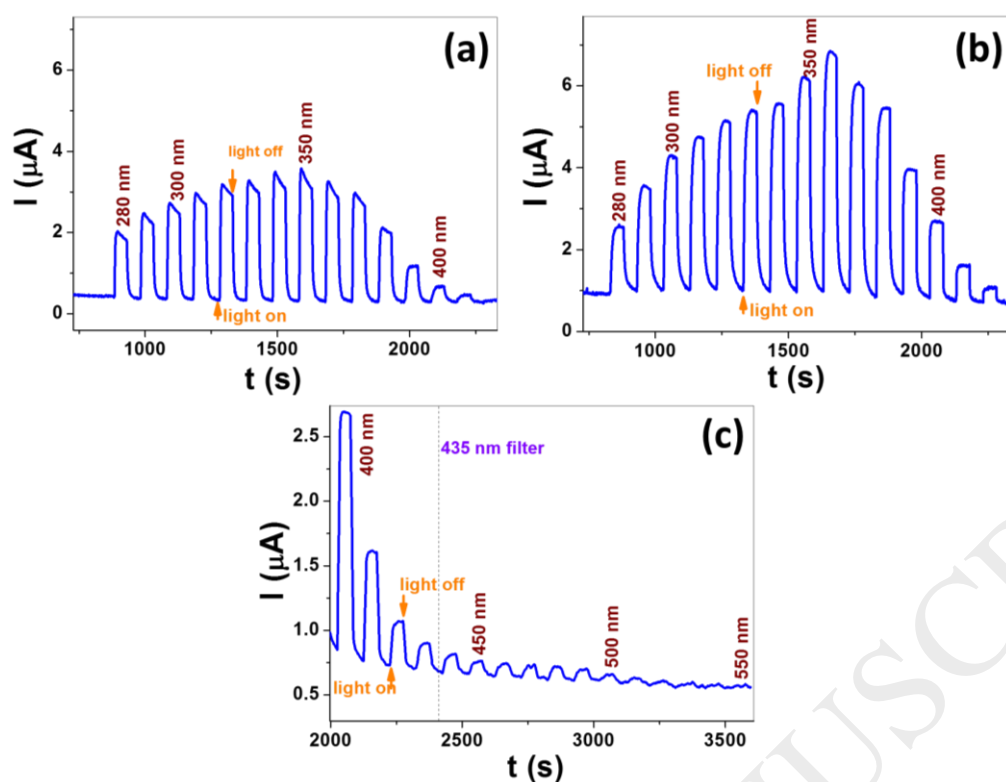 (a)
6
4
2
0
I (μA)
280 nm
300 nm
light off
350 nm
400 nm
light on
1000
1500
2000
t (s)
(b)
6
4
2
0
I (μA)
280 nm
300 nm
light off
350 nm
400 nm
light on
1000
1500
2000
t (s)
(c)
2.5
2.0
1.5
1.0
0.5
I (μA)
400 nm
435 nm filter
light off
light on
450 nm
500 nm
550 nm
2000
2500
3000
3500
t (s)